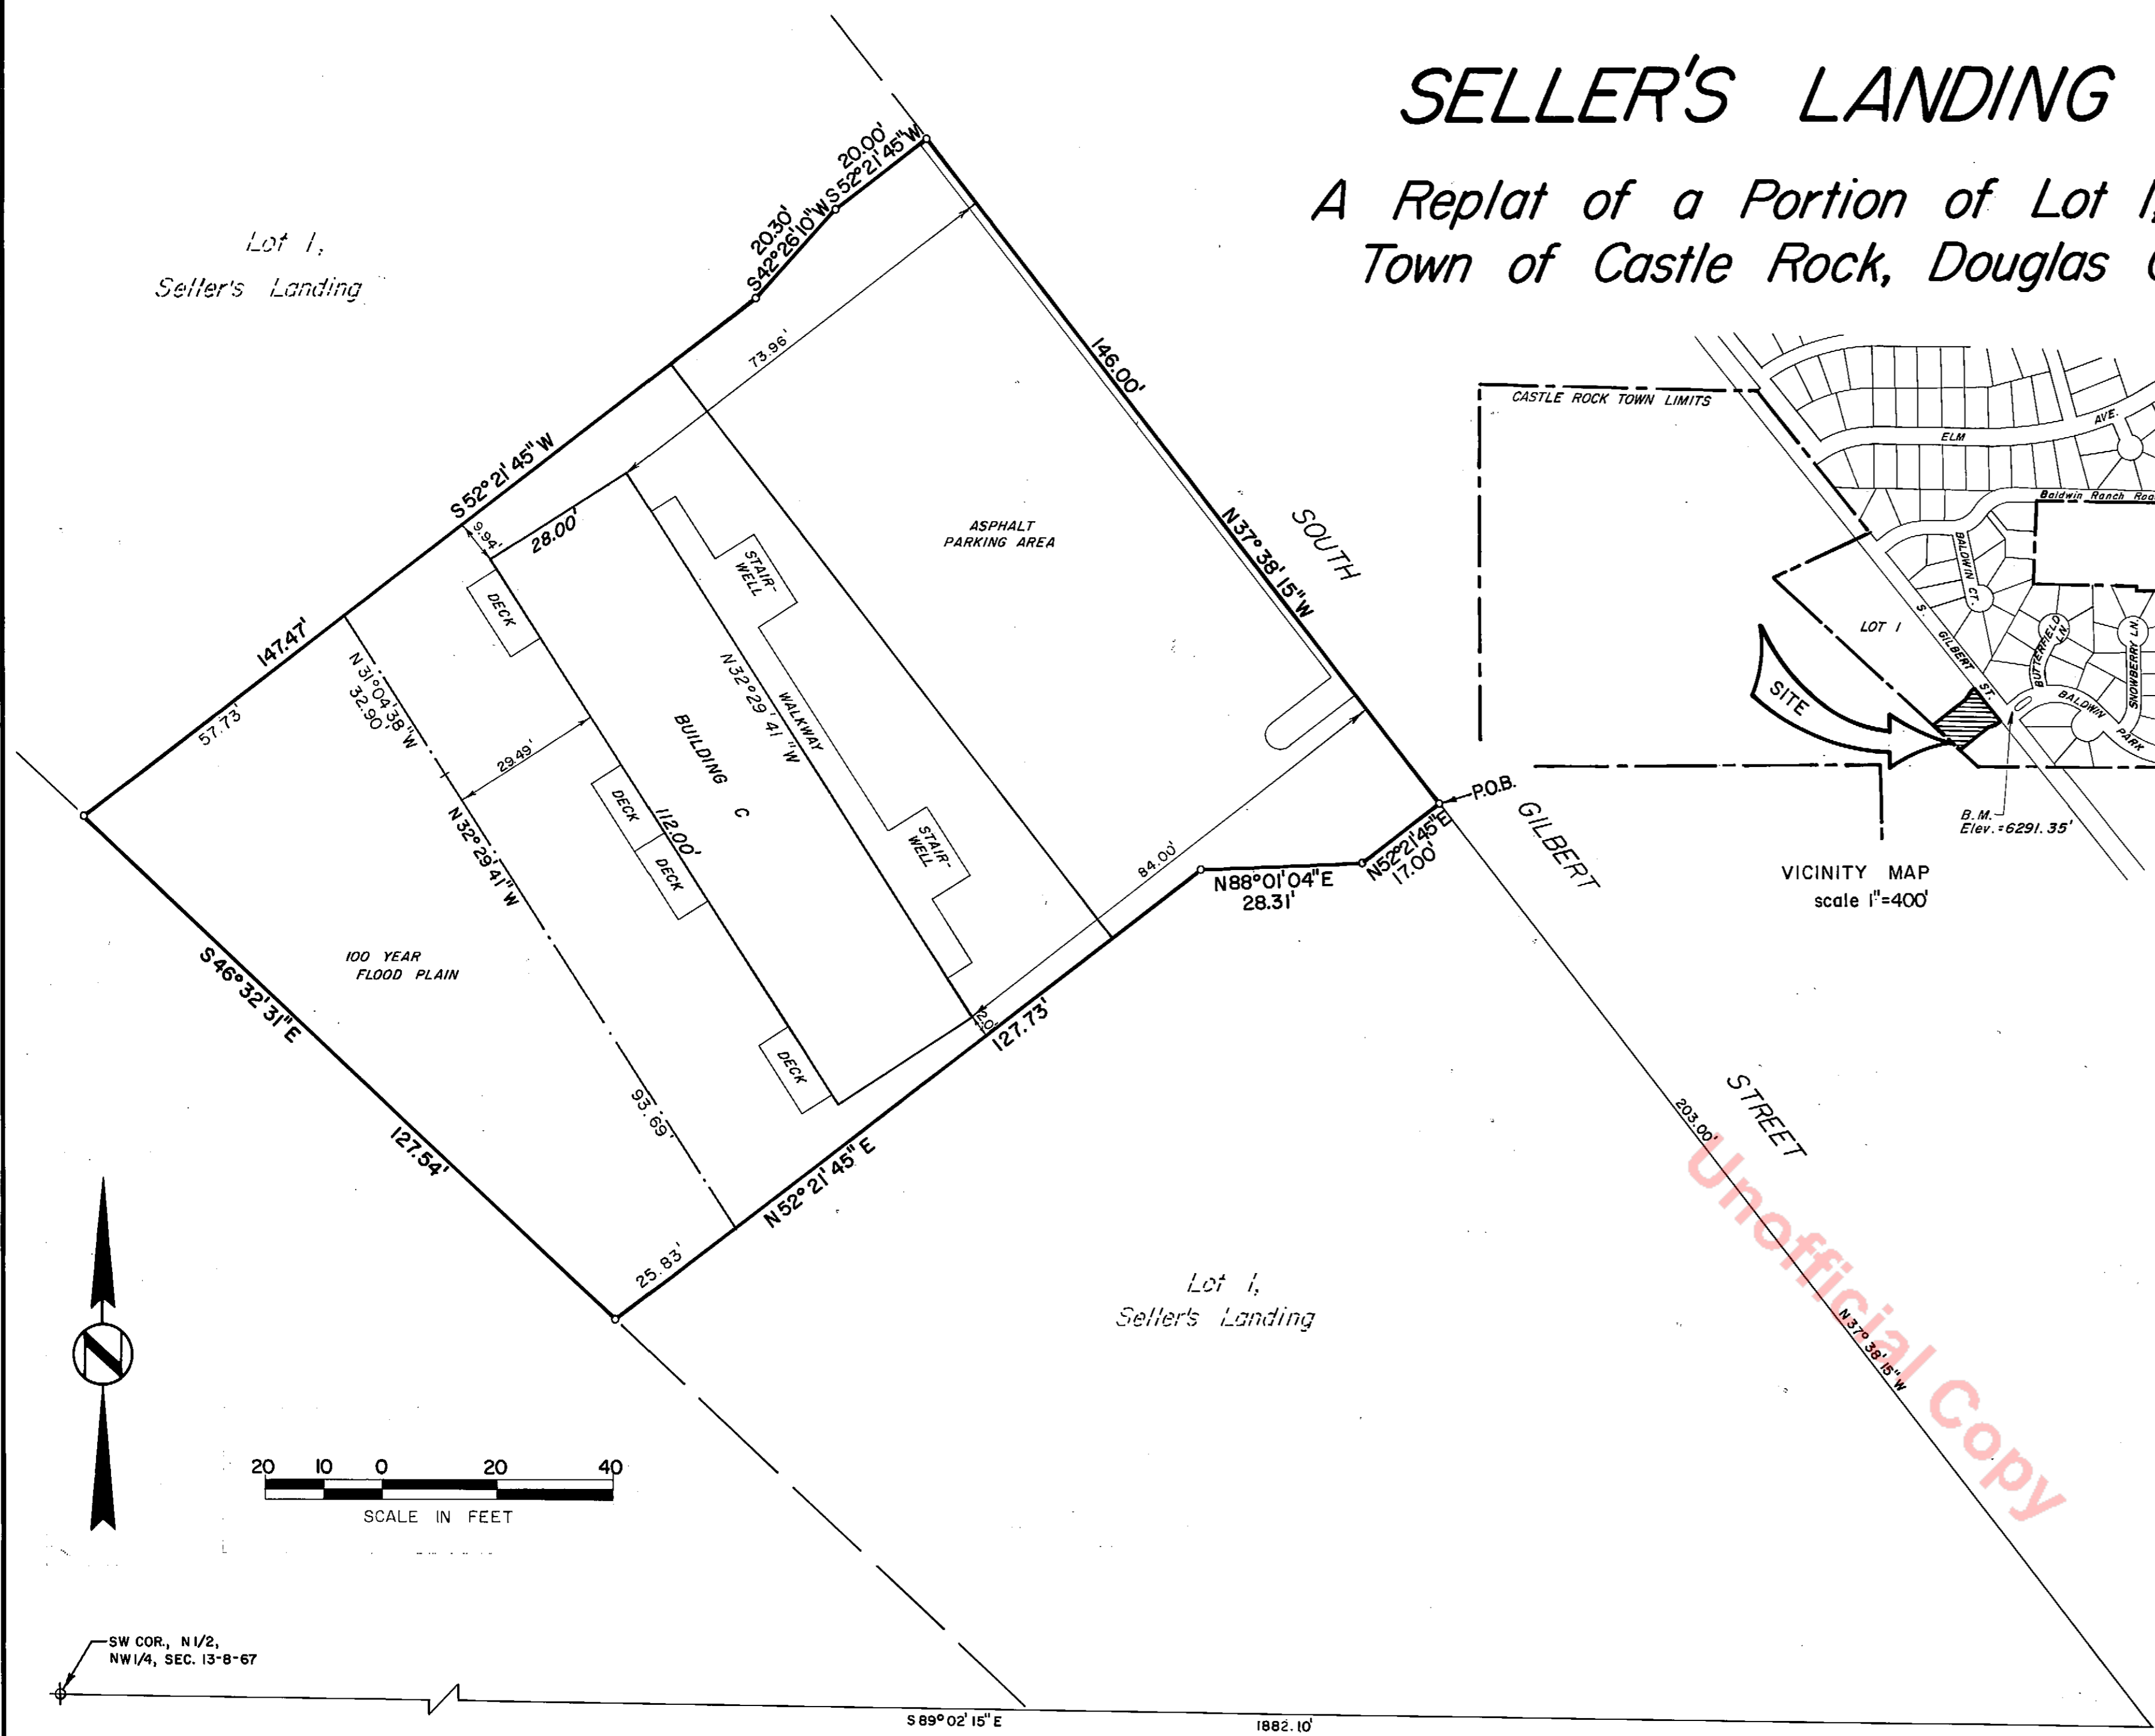 SELLER'S LANDING
A Replat of a Portion of Lot 1,
Town of Castle Rock, Douglas
Lot 1,
Seller's Landing
20.00'
S52°21'45"W
20.30'
S42°26'10"W
73.96'
146.00'
N37°38'15"W
S52°21'45"W
147.47'
57.73'
9.94'
28.00'
ASPHALT
PARKING AREA
STAIR-
WELL
DECK
N31°04'38"W
32.90'
29.49'
BUILDING C
N32°29'41"W
WALKWAY
DECK
112.00'
DECK
STAIR-
WELL
N32°29'41"W
84.00'
SOUTH
GILBERT
STREET
P.O.B.
N52°21'45"E
17.00'
N88°01'04"E
28.31'
100 YEAR
FLOOD PLAIN
S46°32'31"E
127.54'
DECK
93.69'
2.0'
127.73'
N52°21'45"E
25.83'
Lot 1,
Seller's Landing
203.00'
N37°38'15"W
CASTLE ROCK TOWN LIMITS
ELM
AVE.
Baldwin Ranch Roa
BALDWIN CT.
LOT 1
S. GILBERT ST.
BUTTERFIELD LN.
SNOWBERRY LN.
BALDWIN PARK
SITE
B.M.
Elev.=6291.35'
VICINITY MAP
scale 1"=400'
N
20 10 0 20 40
SCALE IN FEET
SW COR., N1/2,
NW1/4, SEC. 13-8-67
S89°02'15"E
1882.10'
Unofficial Copy